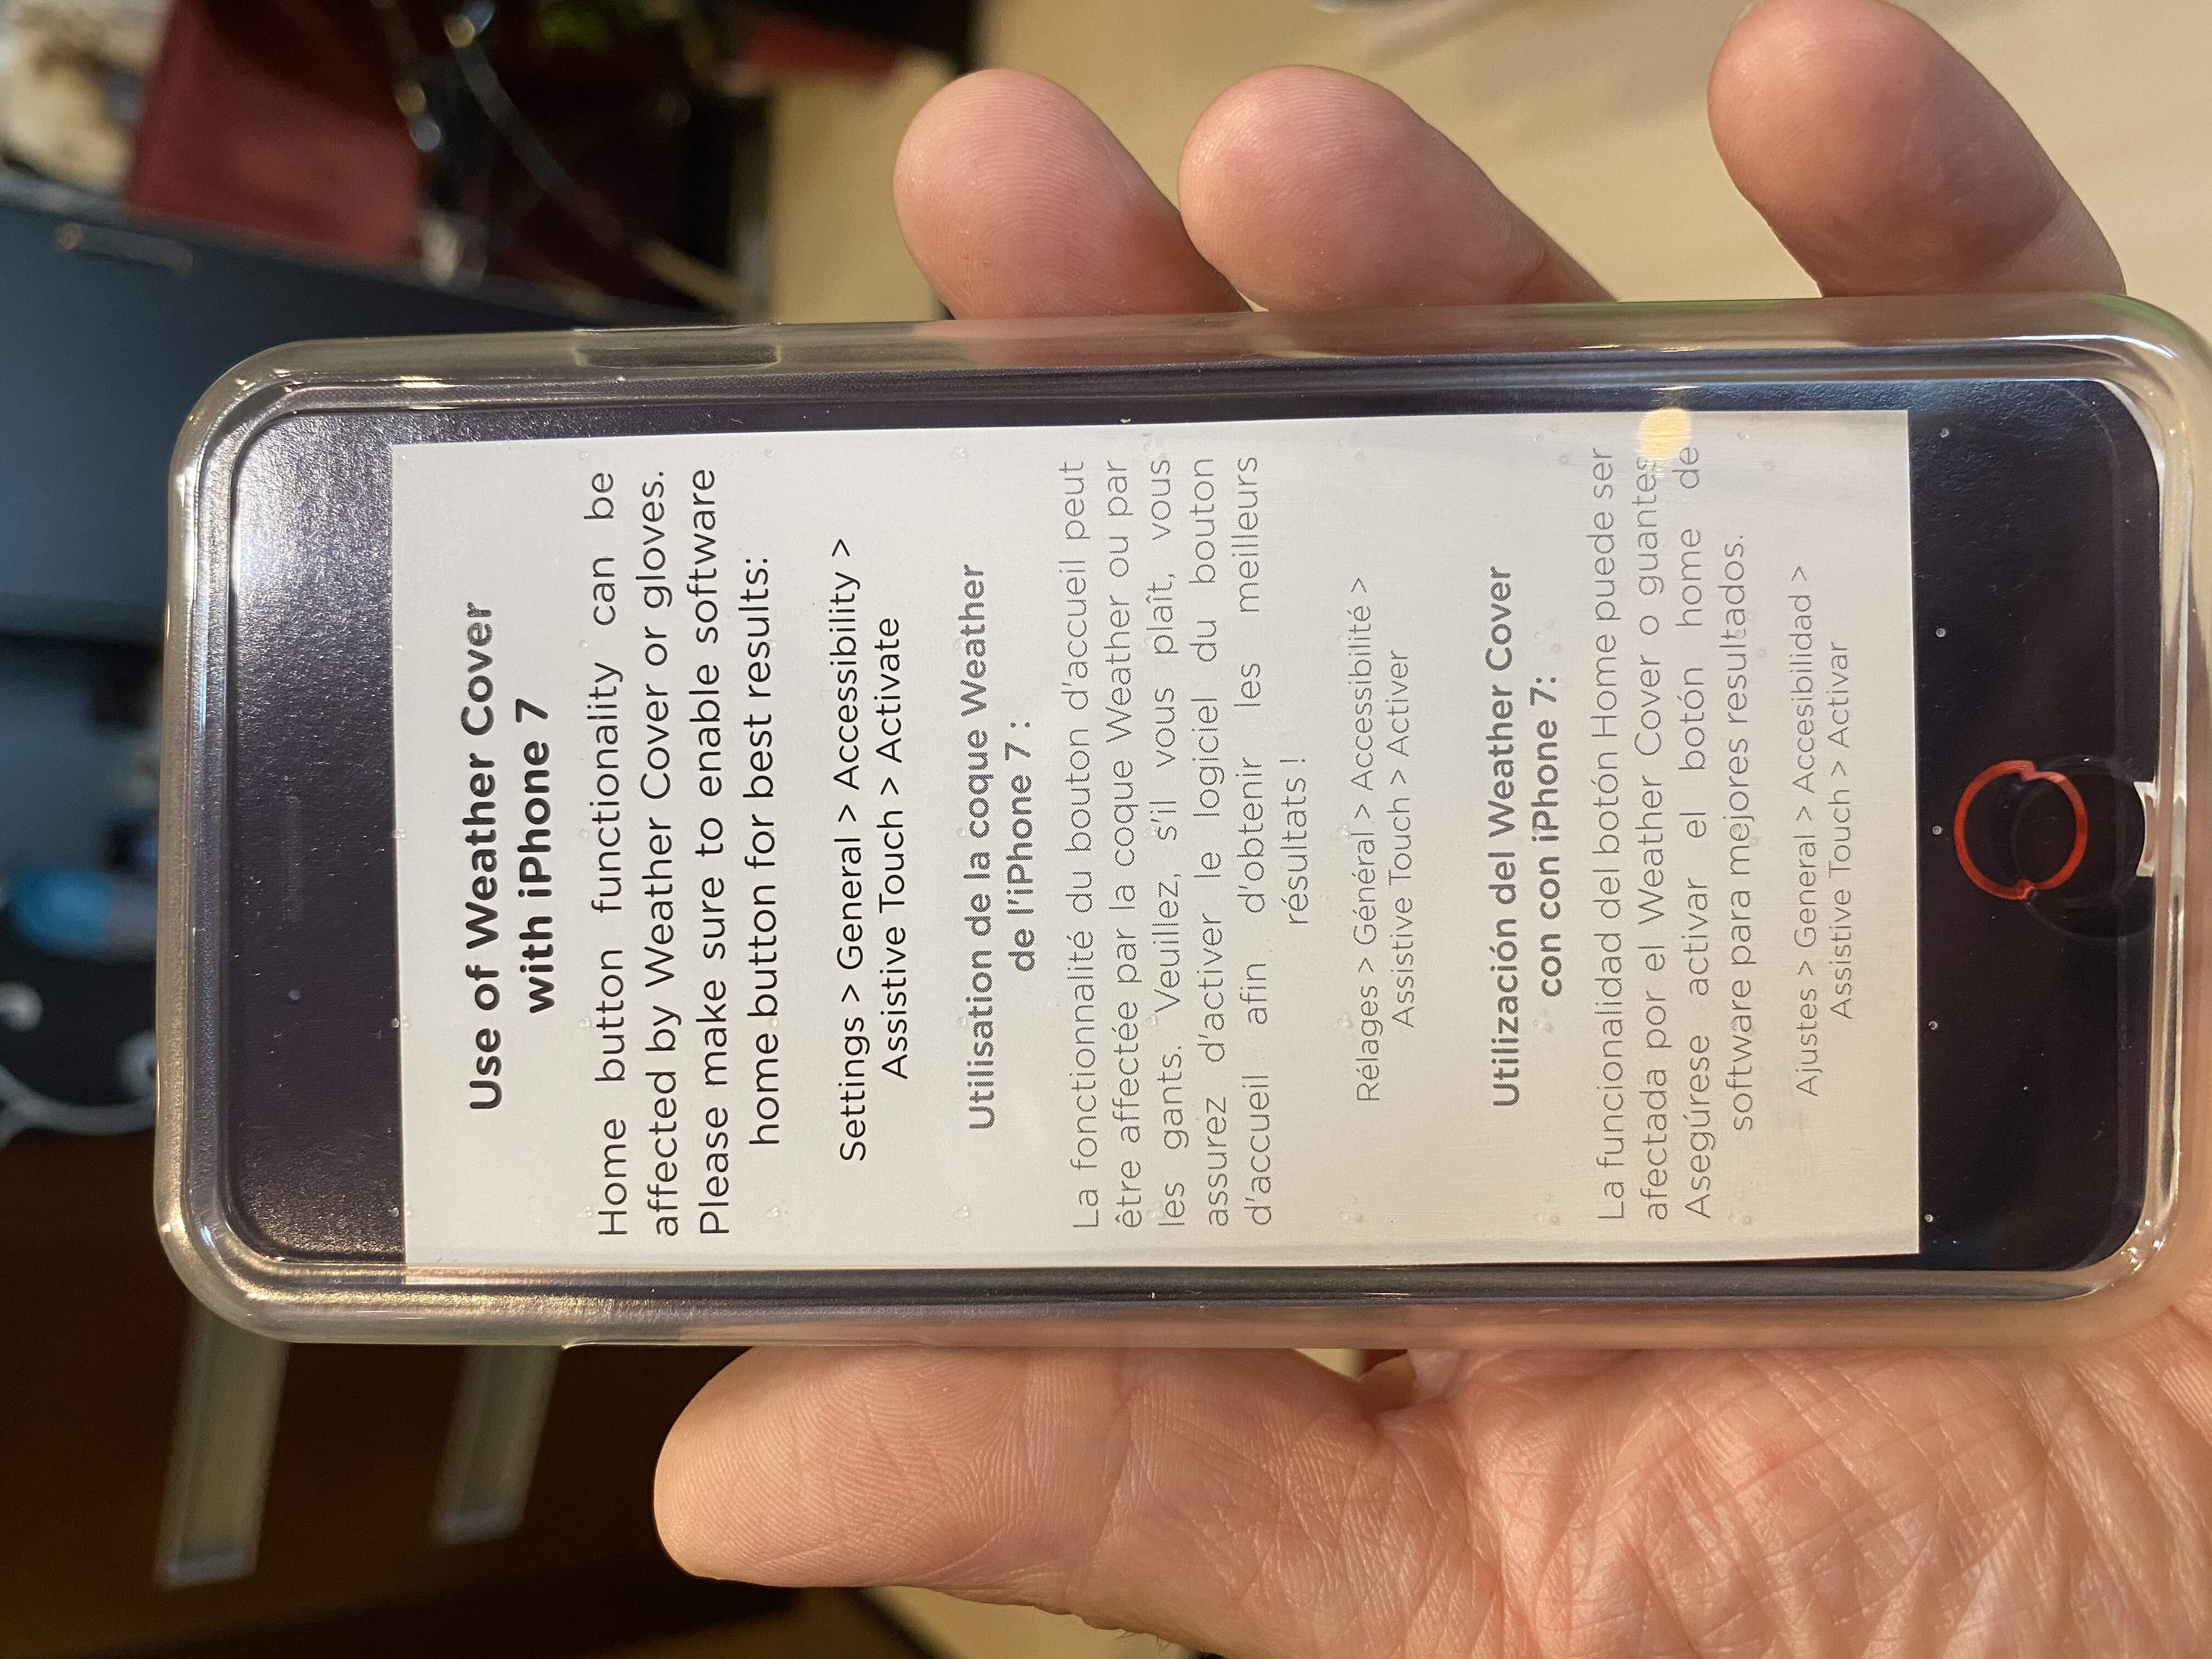 Use of Weather Cover
with iPhone 7
Home button functionality can be
affected by Weather Cover or gloves.
Please make sure to enable software
home button for best results:
Settings > General > Accessibility >
Assistive Touch > Activate
Utilisation de la coque Weather
de l'iPhone 7 :
La fonctionnalité du bouton d'accueil peut
être affectée par la coque Weather ou par
les gants. Veuillez, s'il vous plaît, vous
assurez d'activer le logiciel du bouton
d'accueil afin d'obtenir les meilleurs
résultats !
Rélages > Général > Accessibilité >
Assistive Touch > Activer
Utilización del Weather Cover
con con iPhone 7:
La funcionalidad del botón Home puede ser
afectada por el Weather Cover o guantes
Asegúrese activar el botón home de
software para mejores resultados.
Ajustes > General > Accesibilidad >
Assistive Touch > Activar